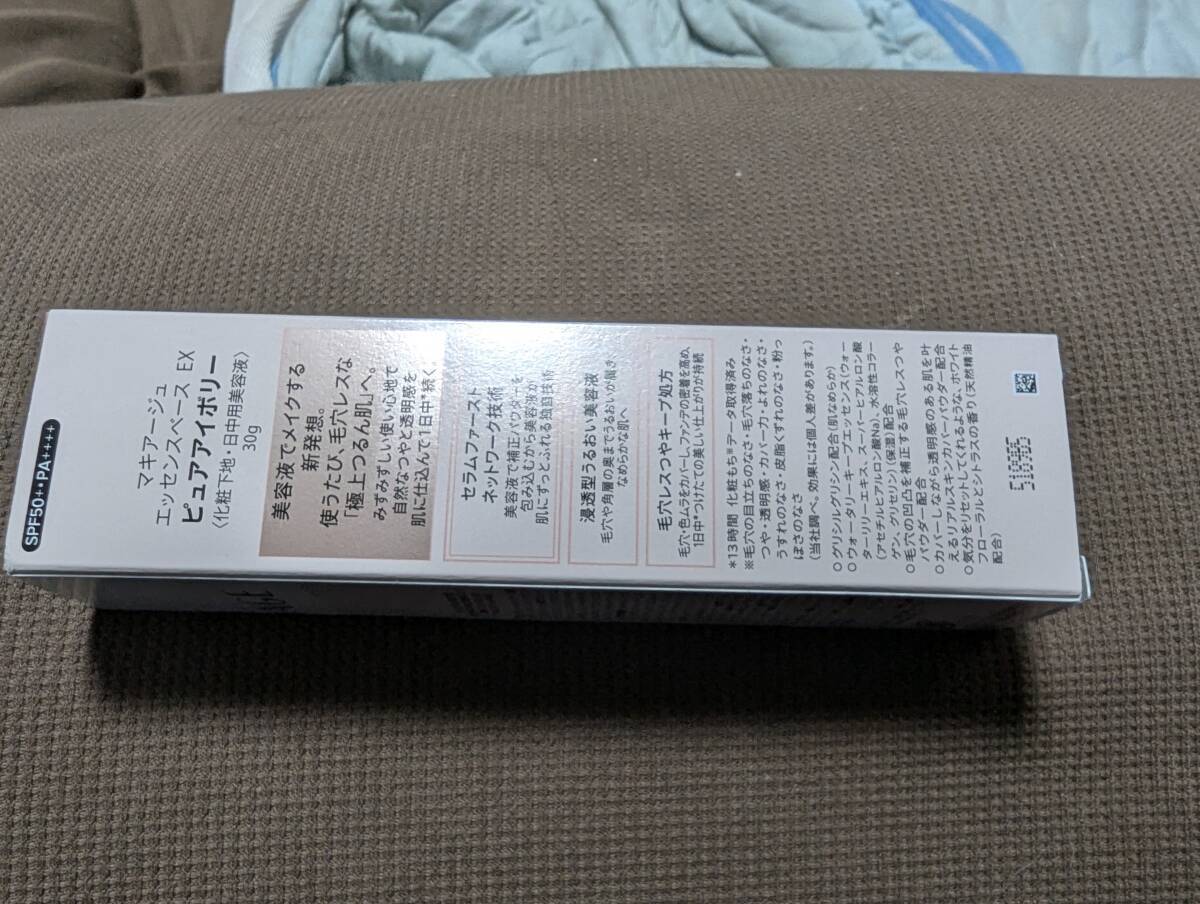 SPF50+・PA++++
マキアージュ
エッセンスベース EX
ピュアアイボリー
〈化粧下地・日中用美容液〉
30g
美容液でメイクする
新発想。
使うたび、毛穴レスな
「極上つるん肌」へ。
みずみずしい使い心地で
自然なつやと透明感を
肌に仕込んで1日中*続く。
セラムファースト
ネットワーク技術
美容液で補正パウダーを
包み込むから美容液が
肌にずっとふれる独自技術
浸透型うるおい美容液
毛穴や角層の奥までうるおいが届き
なめらかな肌へ
毛穴レスつやキープ処方
毛穴・色ムラをカバーし、ファンデの密着を高め、
1日中*つけたての美しい仕上がりが持続
*13時間 化粧もち※データ取得済み
※毛穴の目立ちのなさ・毛穴落ちのなさ・
つや・透明感・カバー力・よれのなさ・
うすれのなさ・皮脂くずれのなさ・粉っ
ぽさのなさ
(当社調べ。効果には個人差があります。)
○グリシルグリシン配合(肌なめらか)
○ウォータリーキープエッセンス(ウォー
ターリリーエキス、スーパーヒアルロン酸
(アセチルヒアルロン酸Na)、水溶性コラー
ゲン、グリセリン)(保湿)配合
○毛穴の凹凸を補正する毛穴レスつや
パウダー配合
○カバーしながら透明感のある肌を叶
えるリアルスキンカバーパウダー配合
○気分をリセットしてくれるような、ホワイト
フローラルとシトラスの香り(天然精油
配合)